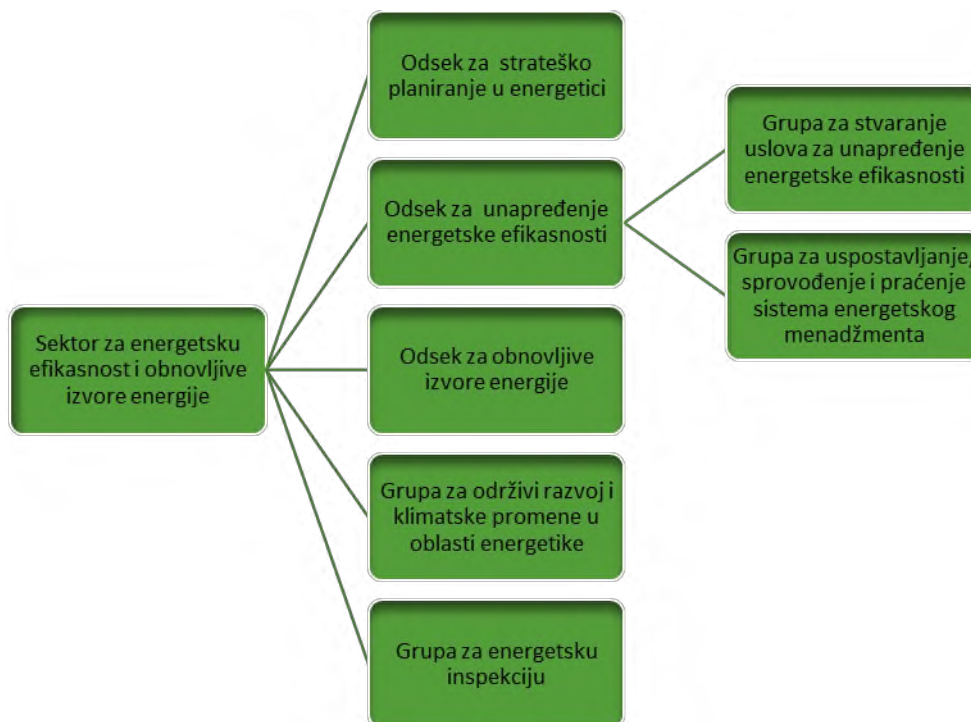 Odsek za strateško
planiranje u energetici
Grupa za stvaranje
uslova za unapređenje
energetske efikasnosti
Odsek za unapređenje
energetske efikasnosti
Grupa za uspostavljanje,
sprovođenje i praćenje
sistema energetskog
menadžmenta
Sektor za energetsku
efikasnost i obnovljive
izvore energije
Odsek za obnovljive
izvore energije
Grupa za održivi razvoj i
klimatske promene u
oblasti energetike
Grupa za energetsku
inspekciju